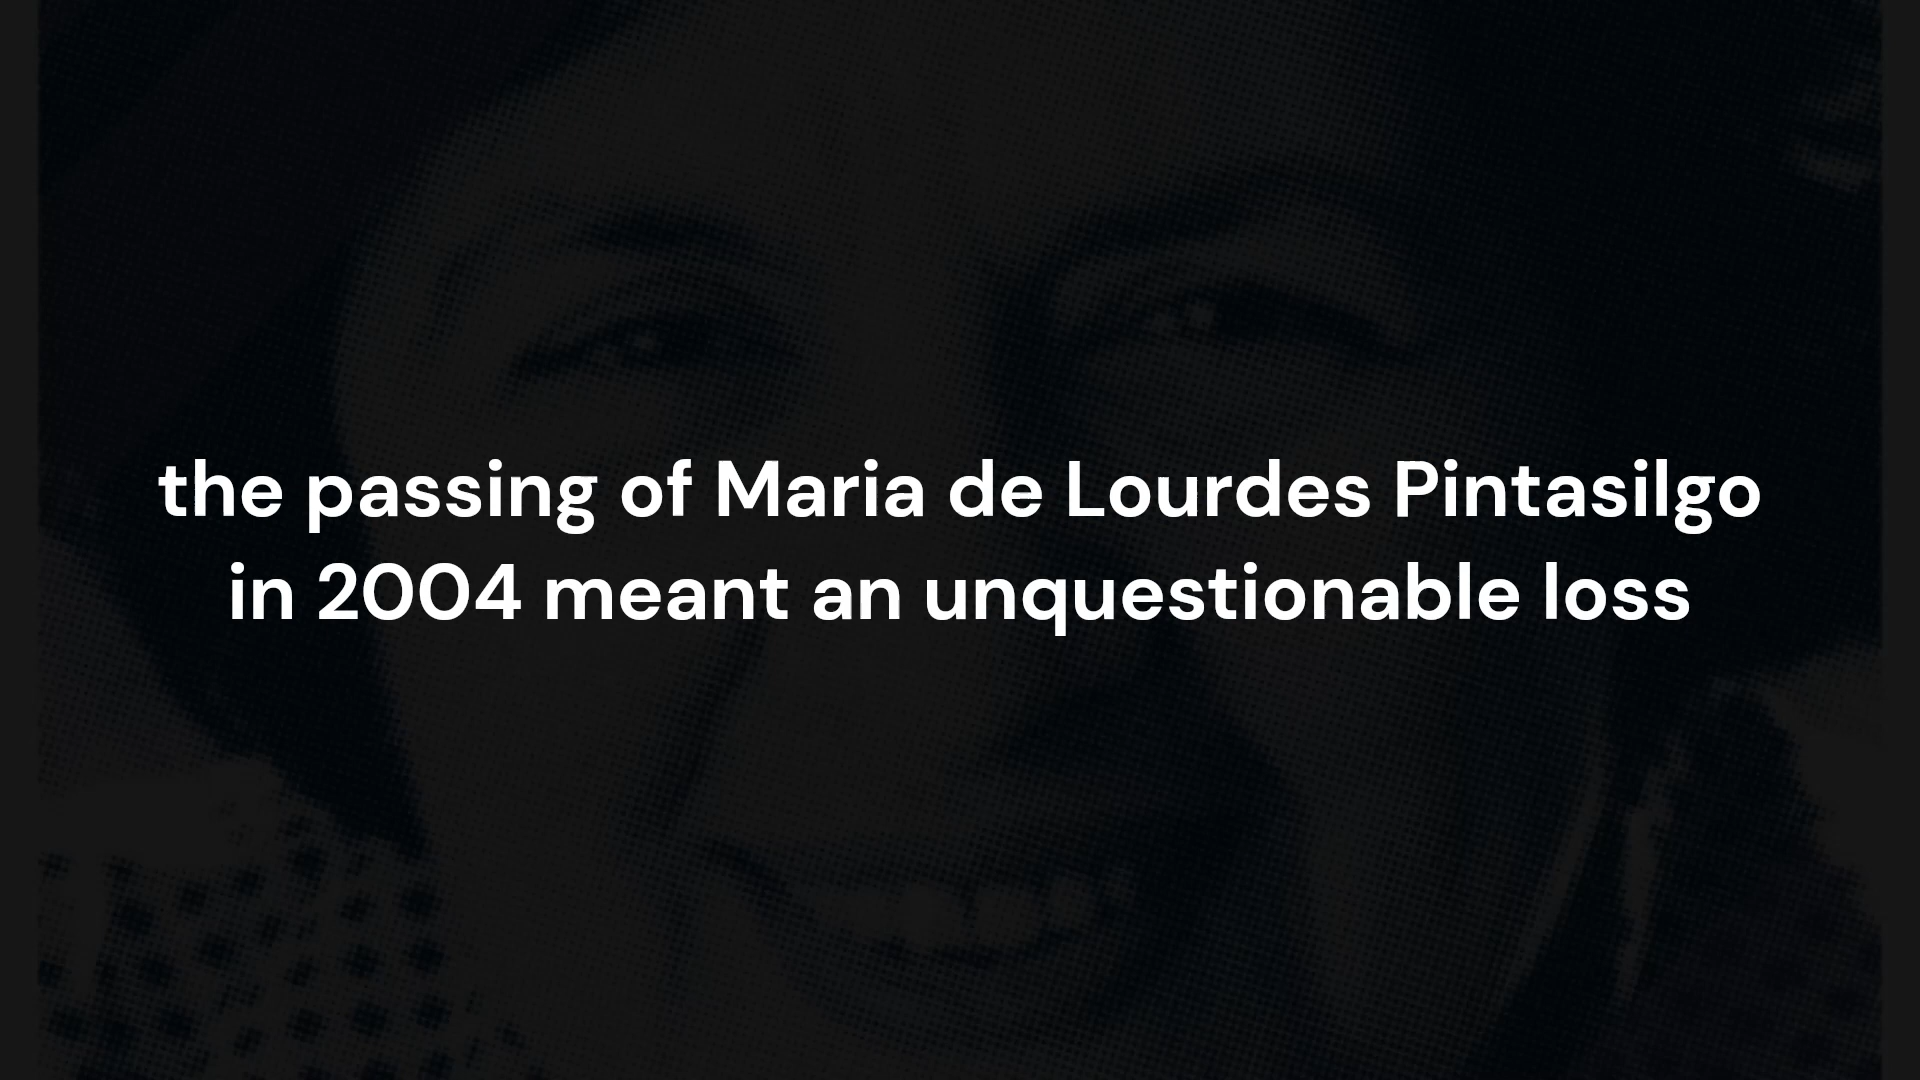 the passing of Maria de Lourdes Pintasilgo
in 2004 meant an unquestionable loss